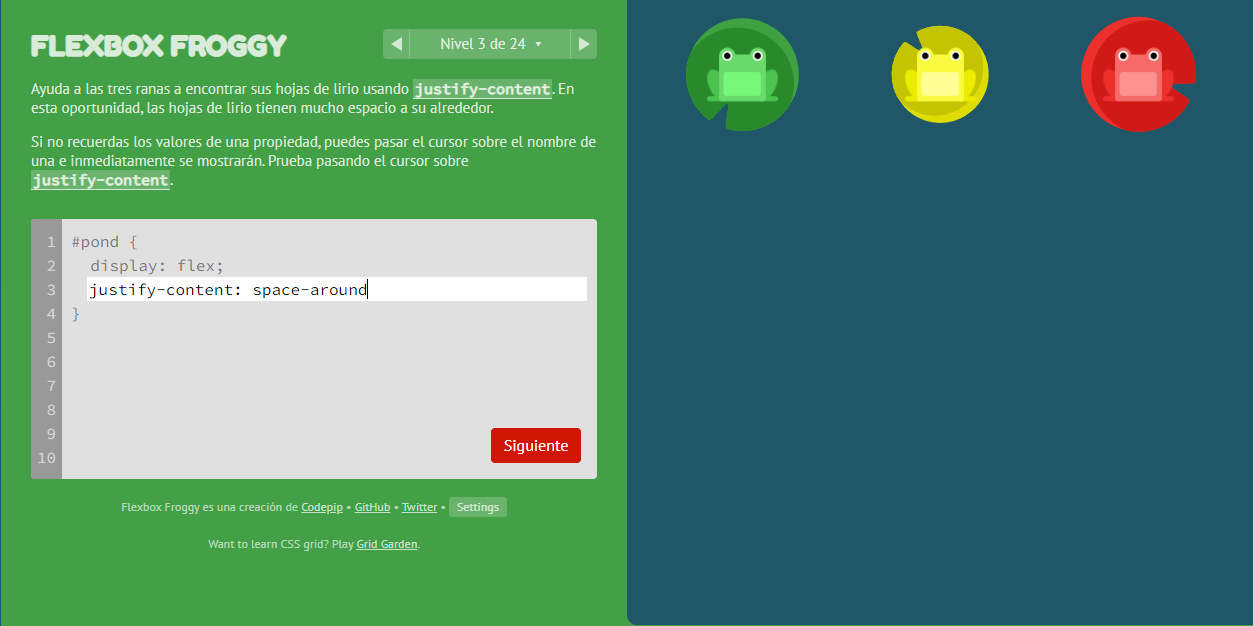 FLEXBOX FROGGY
Nivel 3 de 24
Ayuda a las tres ranas a encontrar sus hojas de lirio usando justify-content. En
esta oportunidad, las hojas de lirio tienen mucho espacio a su alrededor.
Si no recuerdas los valores de una propiedad, puedes pasar el cursor sobre el nombre de
una e inmediatamente se mostrarán. Prueba pasando el cursor sobre
justify-content.
1 #pond {
2 display: flex;
3 justify-content: space-around
4 }
5
6
7
8
9
10
Siguiente
Flexbox Froggy es una creación de Codepip • GitHub • Twitter • Settings
Want to learn CSS grid? Play Grid Garden.